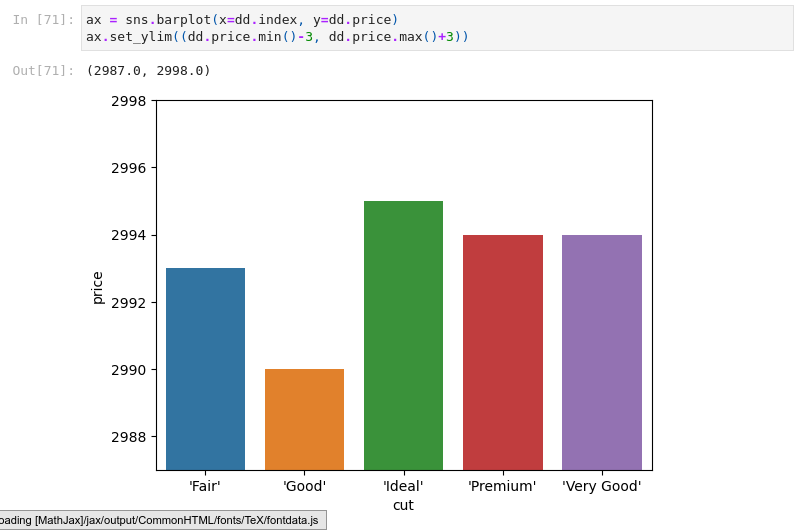 In [71]: ax = sns.barplot(x=dd.index, y=dd.price)
ax.set_ylim((dd.price.min()-3, dd.price.max()+3))
Out[71]: (2987.0, 2998.0)
2998
2996
2994
2992
2990
2988
price
'Fair' 'Good' 'Ideal' 'Premium' 'Very Good'
cut
oading [MathJax]/jax/output/CommonHTML/fonts/TeX/fontdata.js